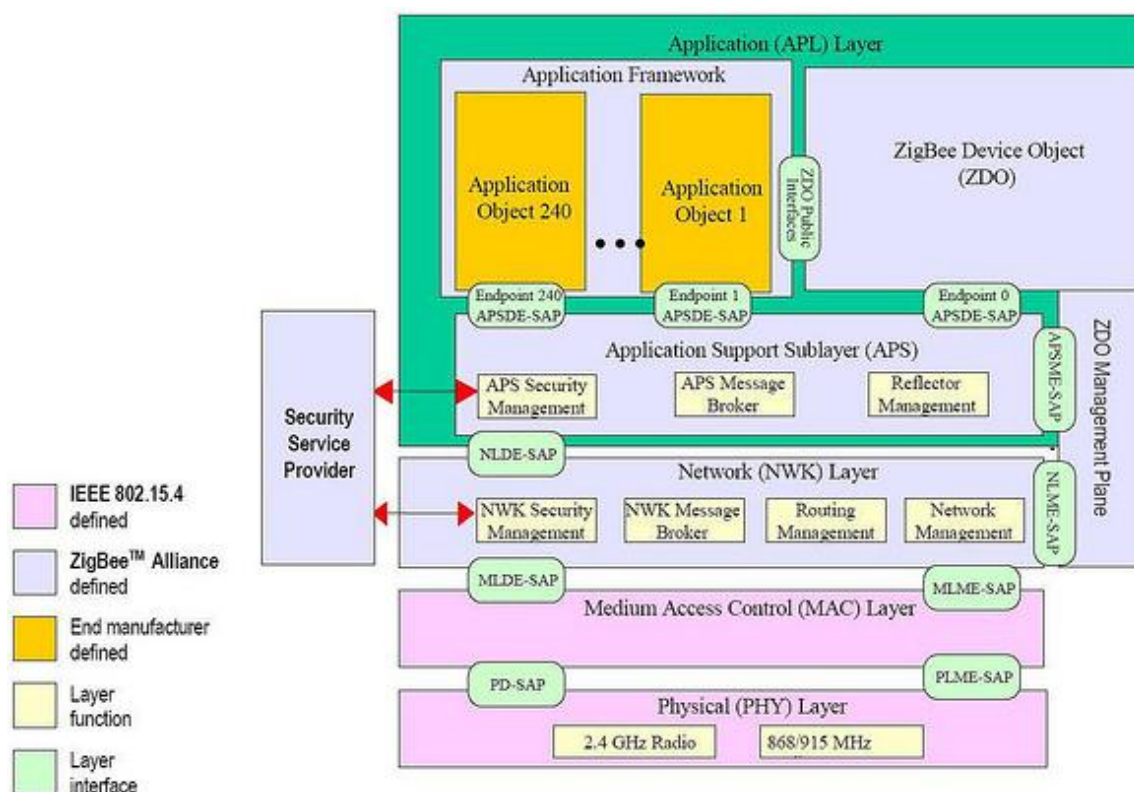 Application (APL) Layer
Application Framework
Application
Object 240
Application
Object 1
ZDO Public
Interfaces
ZigBee Device Object
(ZDO)
Endpoint 240
APSDE-SAP
Endpoint 1
APSDE-SAP
Endpoint 0
APSDE-SAP
Application Support Sublayer (APS)
APS Security
Management
APS Message
Broker
Reflector
Management
APSME-SAP
ZDO Management Plane
Security
Service
Provider
NLDE-SAP
Network (NWK) Layer
NWK Security
Management
NWK Message
Broker
Routing
Management
Network
Management
NLME-SAP
MLDE-SAP
MLME-SAP
Medium Access Control (MAC) Layer
PD-SAP
PLME-SAP
Physical (PHY) Layer
2.4 GHz Radio
868/915 MHz
IEEE 802.15.4
defined
ZigBee™ Alliance
defined
End manufacturer
defined
Layer
function
Layer
interface